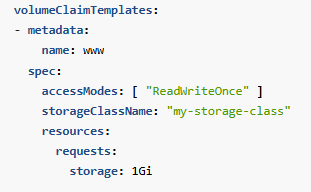 volumeClaimTemplates:
- metadata:
    name: www
  spec:
    accessModes: [ "ReadWriteOnce" ]
    storageClassName: "my-storage-class"
    resources:
      requests:
        storage: 1Gi